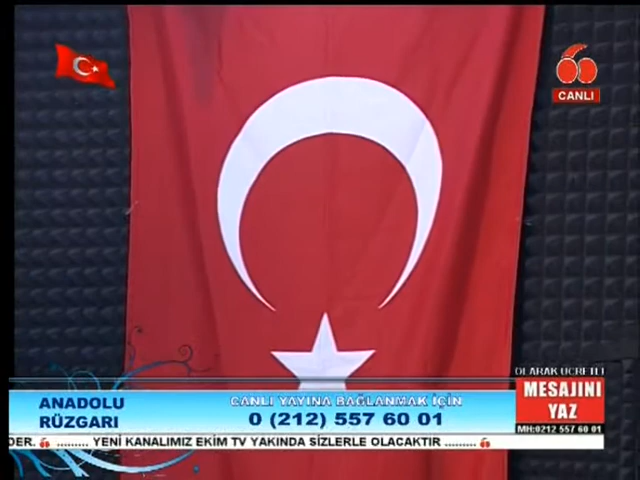 CANLI
OLARAK ÜCRETLİ
ANADOLU
RÜZGARI
CANLI YAYINA BAĞLANMAK İÇİN
0 (212) 557 60 01
MESAJINI
YAZ
MH:0212 557 60 01
DER. .......... YENİ KANALIMIZ EKİM TV YAKINDA SİZLERLE OLACAKTIR ..........